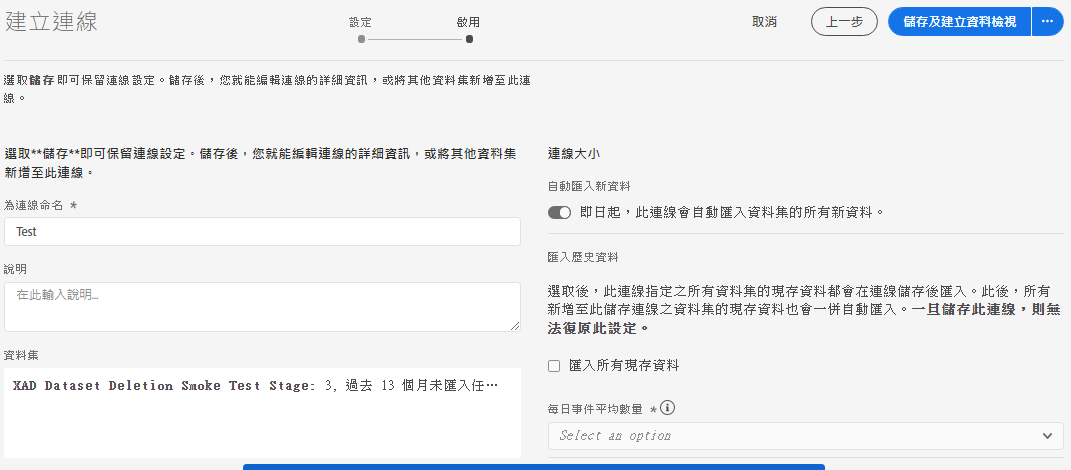 建立連線
設定
啟用
取消
上一步
儲存及建立資料檢視
選取儲存即可保留連線設定。儲存後，您就能編輯連線的詳細資訊，或將其他資料集新增至此連
線。
選取**儲存**即可保留連線設定。儲存後，您就能編輯連線的詳細資訊，或將其他資料集
新增至此連線。
為連線命名 *
Test
說明
在此輸入說明...
資料集
XAD Dataset Deletion Smoke Test Stage: 3, 過去 13 個月未匯入任…
連線大小
自動匯入新資料
即日起，此連線會自動匯入資料集的所有新資料。
匯入歷史資料
選取後，此連線指定之所有資料集的現存資料都會在連線儲存後匯入。此後，所有
新增至此儲存連線之資料集的現存資料也會一併自動匯入。一旦儲存此連線，則無
法復原此設定。
匯入所有現存資料
每日事件平均數量 *
Select an option